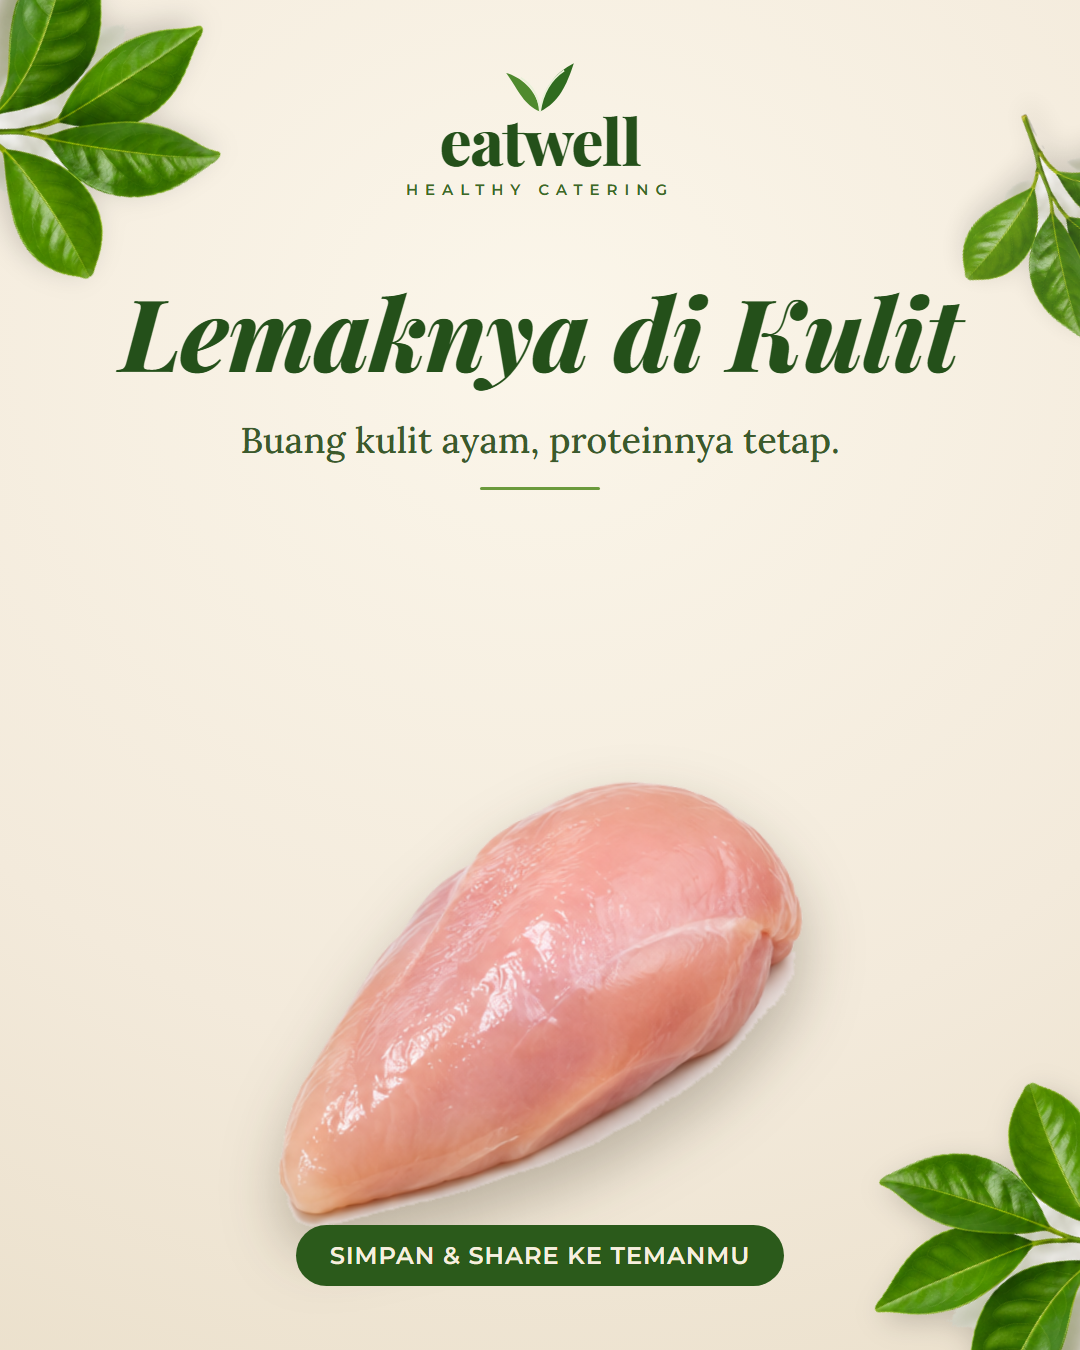 eatwell
HEALTHY CATERING
Lemaknya di Kulit
Buang kulit ayam, proteinnya tetap.
SIMPAN & SHARE KE TEMANMU